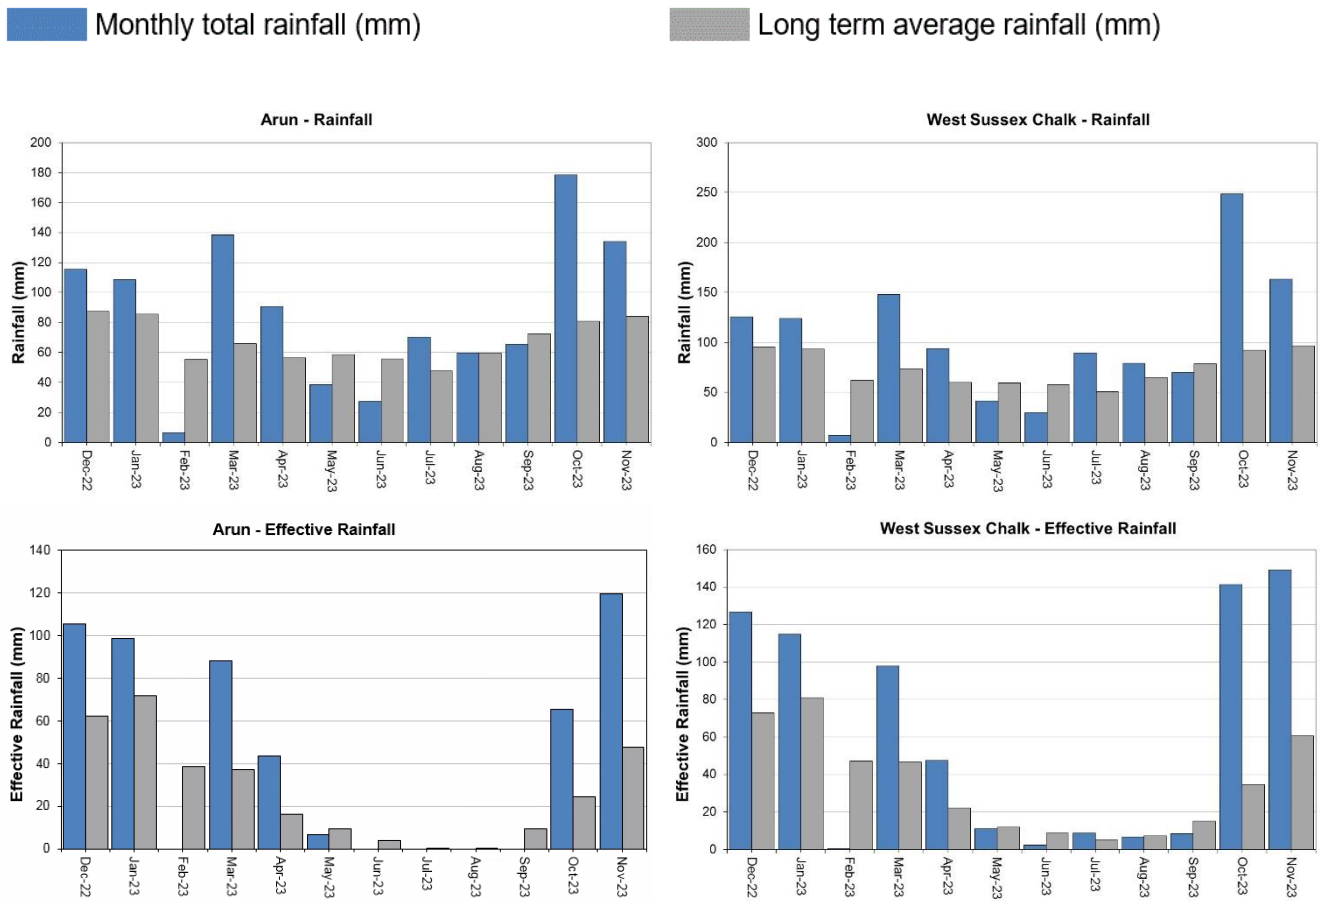 Monthly total rainfall (mm)
Long term average rainfall (mm)
Arun - Rainfall
Rainfall (mm)
200
180
160
140
120
100
80
60
40
20
0
Dec-22
Jan-23
Feb-23
Mar-23
Apr-23
May-23
Jun-23
Jul-23
Aug-23
Sep-23
Oct-23
Nov-23
West Sussex Chalk - Rainfall
Rainfall (mm)
300
250
200
150
100
50
0
Dec-22
Jan-23
Feb-23
Mar-23
Apr-23
May-23
Jun-23
Jul-23
Aug-23
Sep-23
Oct-23
Nov-23
Arun - Effective Rainfall
Effective Rainfall (mm)
140
120
100
80
60
40
20
0
Dec-22
Jan-23
Feb-23
Mar-23
Apr-23
May-23
Jun-23
Jul-23
Aug-23
Sep-23
Oct-23
Nov-23
West Sussex Chalk - Effective Rainfall
Effective Rainfall (mm)
160
140
120
100
80
60
40
20
0
Dec-22
Jan-23
Feb-23
Mar-23
Apr-23
May-23
Jun-23
Jul-23
Aug-23
Sep-23
Oct-23
Nov-23